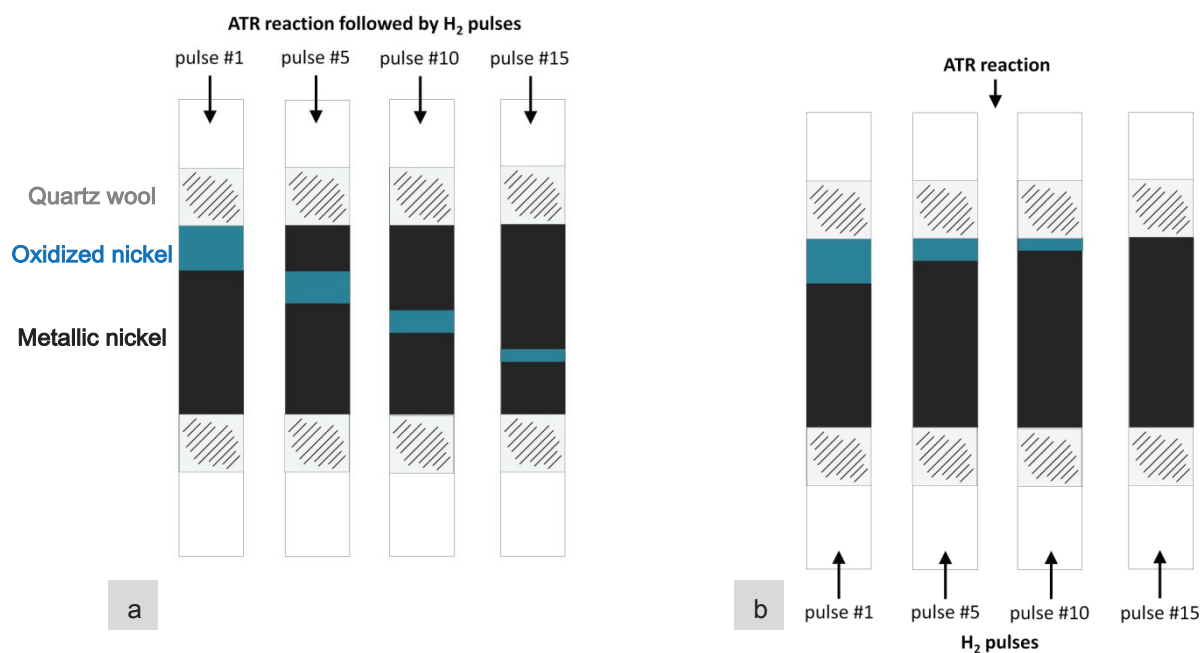 ATR reaction followed by H₂ pulses
pulse #1 pulse #5 pulse #10 pulse #15
Quartz wool
Oxidized nickel
Metallic nickel
a
ATR reaction
pulse #1 pulse #5 pulse #10 pulse #15
H₂ pulses
b